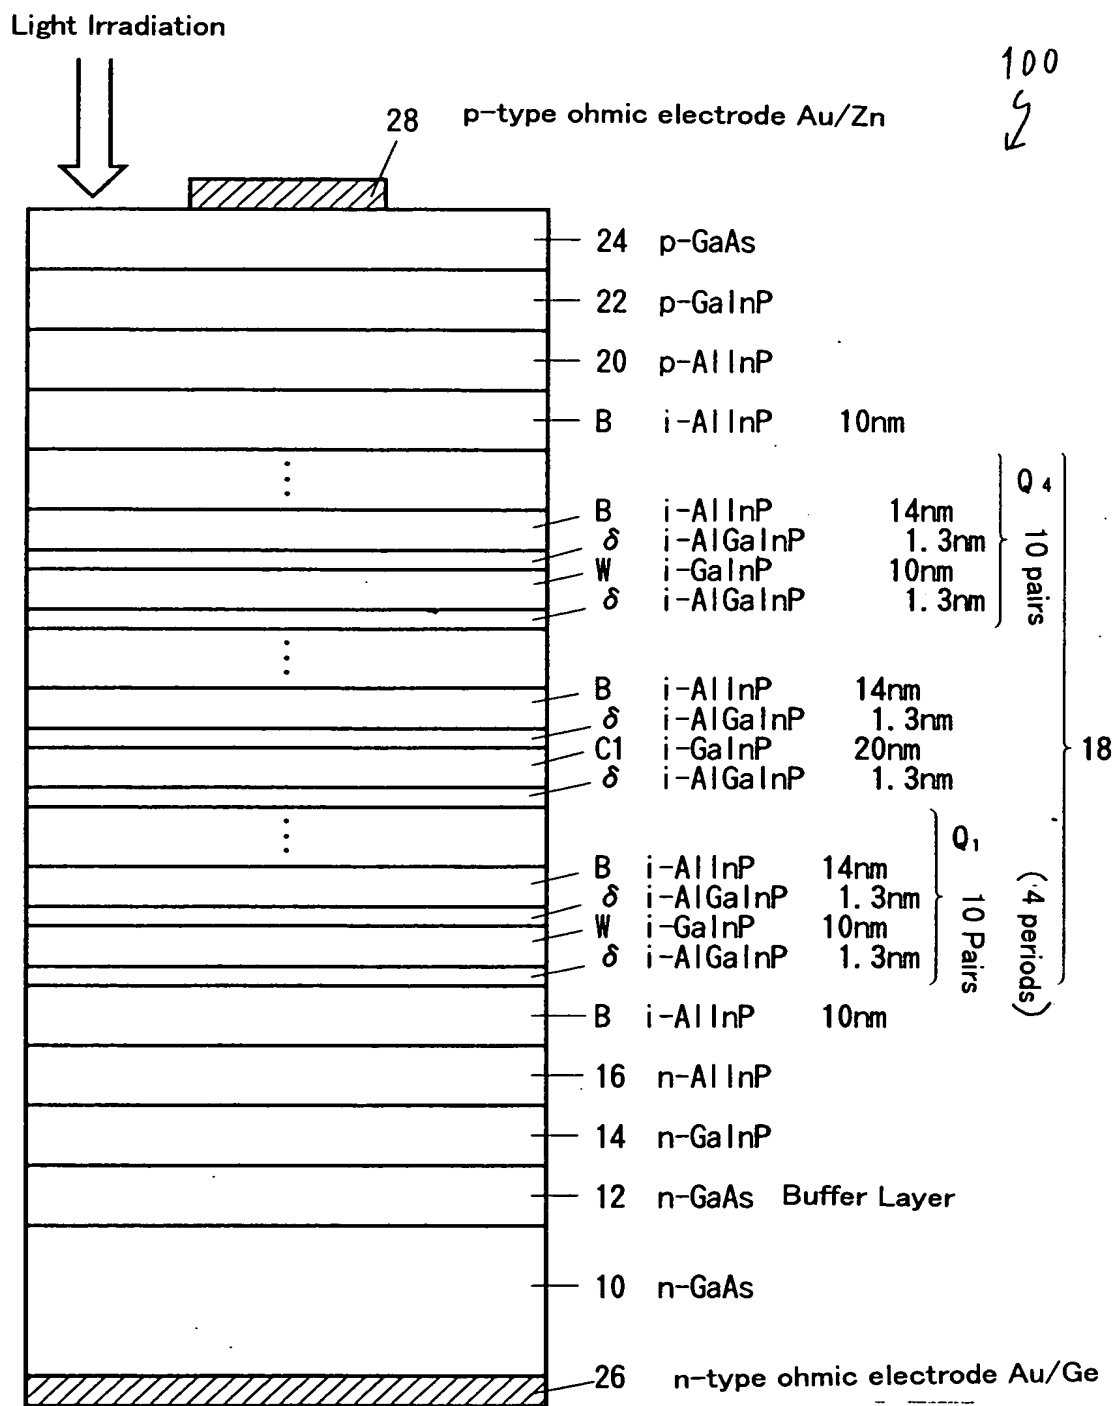 Light Irradiation
100
28 p-type ohmic electrode Au/Zn
24 p-GaAs
22 p-GaInP
20 p-AlInP
B i-AlInP 10nm
Q4
10 pairs
B i-AlInP 14nm
δ i-AlGaInP 1.3nm
W i-GaInP 10nm
δ i-AlGaInP 1.3nm
B i-AlInP 14nm
δ i-AlGaInP 1.3nm
C1 i-GaInP 20nm
δ i-AlGaInP 1.3nm
18
(4 periods)
Q1
10 Pairs
B i-AlInP 14nm
δ i-AlGaInP 1.3nm
W i-GaInP 10nm
δ i-AlGaInP 1.3nm
B i-AlInP 10nm
16 n-AlInP
14 n-GaInP
12 n-GaAs Buffer Layer
10 n-GaAs
26 n-type ohmic electrode Au/Ge